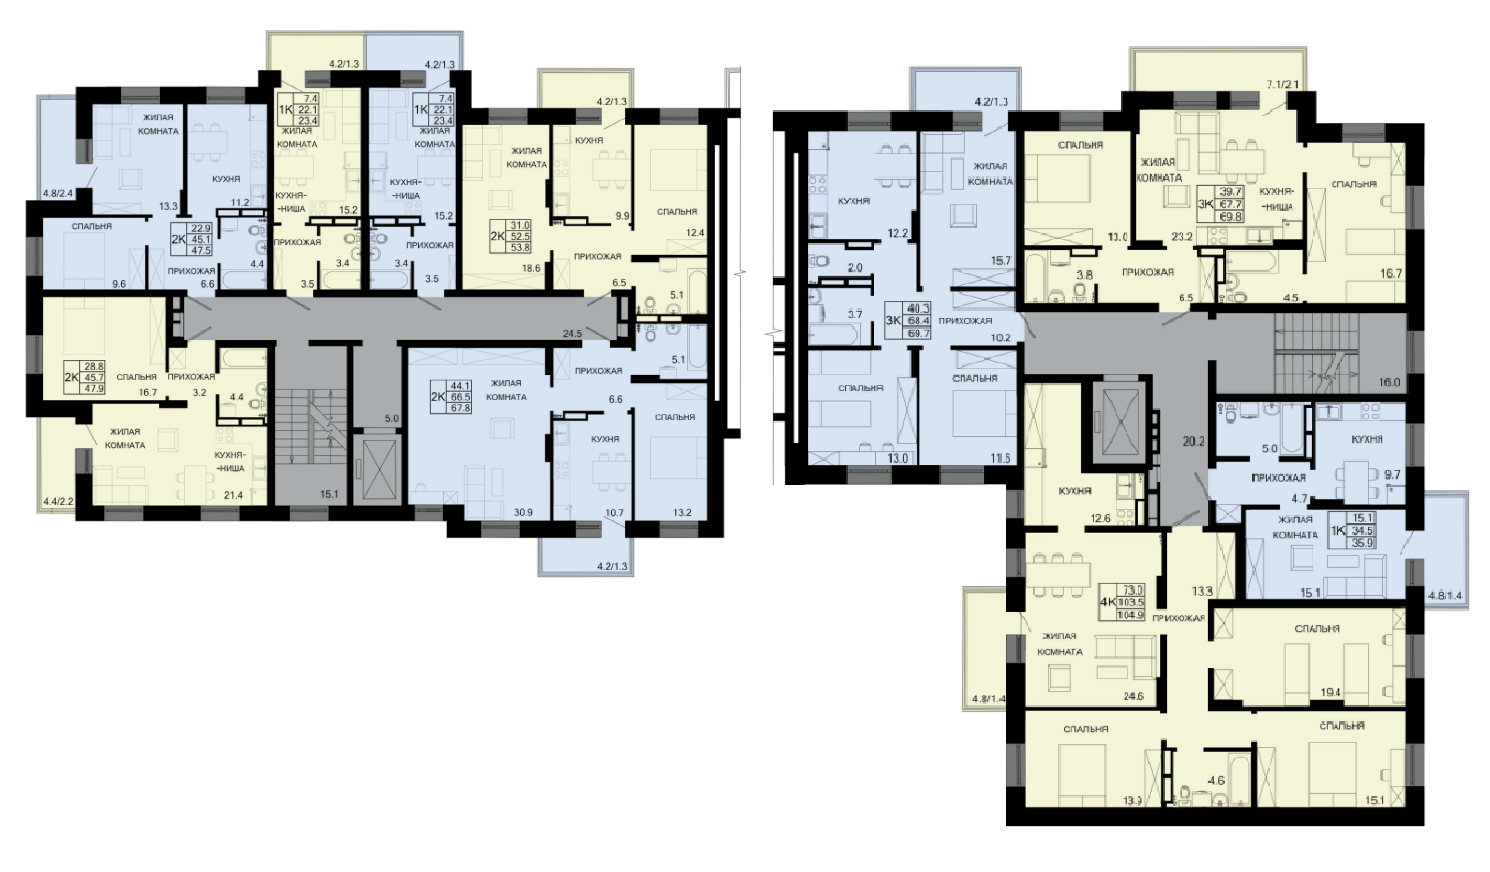 4.2/1.3
4.2/1.3
1К
7.4
22.1
23.4
ЖИЛАЯ
КОМНАТА
КУХНЯ-
-НИША
15.2
1К
7.4
22.1
23.4
ЖИЛАЯ
КОМНАТА
КУХНЯ-
-НИША
15.2
4.8/2.4
ЖИЛАЯ
КОМНАТА
13.3
КУХНЯ
11.2
2К
22.9
45.1
47.5
СПАЛЬНЯ
9.6
ПРИХОЖАЯ
6.6
4.4
ПРИХОЖАЯ
3.5
3.4
3.4
ПРИХОЖАЯ
3.5
4.2/1.3
ЖИЛАЯ
КОМНАТА
2К
31.0
52.5
53.8
18.6
КУХНЯ
9.9
СПАЛЬНЯ
12.4
ПРИХОЖАЯ
6.5
5.1
24.5
2К
28.8
45.7
47.9
СПАЛЬНЯ
16.7
ПРИХОЖАЯ
3.2
4.4
ЖИЛАЯ
КОМНАТА
КУХНЯ-
-НИША
21.4
4.4/2.2
15.1
5.0
2К
44.1
66.5
67.8
ЖИЛАЯ
КОМНАТА
30.9
ПРИХОЖАЯ
6.6
5.1
КУХНЯ
10.7
СПАЛЬНЯ
13.2
4.2/1.3
4.2/1.3
КУХНЯ
12.2
ЖИЛАЯ
КОМНАТА
15.7
2.0
3.7
3К
40.3
68.4
69.7
ПРИХОЖАЯ
10.2
СПАЛЬНЯ
13.0
СПАЛЬНЯ
11.5
7.1/2.1
СПАЛЬНЯ
13.0
ЖИЛАЯ
КОМНАТА
3К
39.7
67.7
69.8
КУХНЯ-
-НИША
23.2
СПАЛЬНЯ
16.7
3.8
ПРИХОЖАЯ
6.5
4.5
16.0
20.2
КУХНЯ
12.6
5.0
КУХНЯ
9.7
ПРИХОЖАЯ
4.7
ЖИЛАЯ
КОМНАТА
1К
15.1
34.5
35.9
15.1
4.8/1.4
4К
73.0
103.5
104.9
ЖИЛАЯ
КОМНАТА
24.6
13.3
ПРИХОЖАЯ
4.8/1.4
СПАЛЬНЯ
19.4
СПАЛЬНЯ
13.9
4.6
СПАЛЬНЯ
15.1